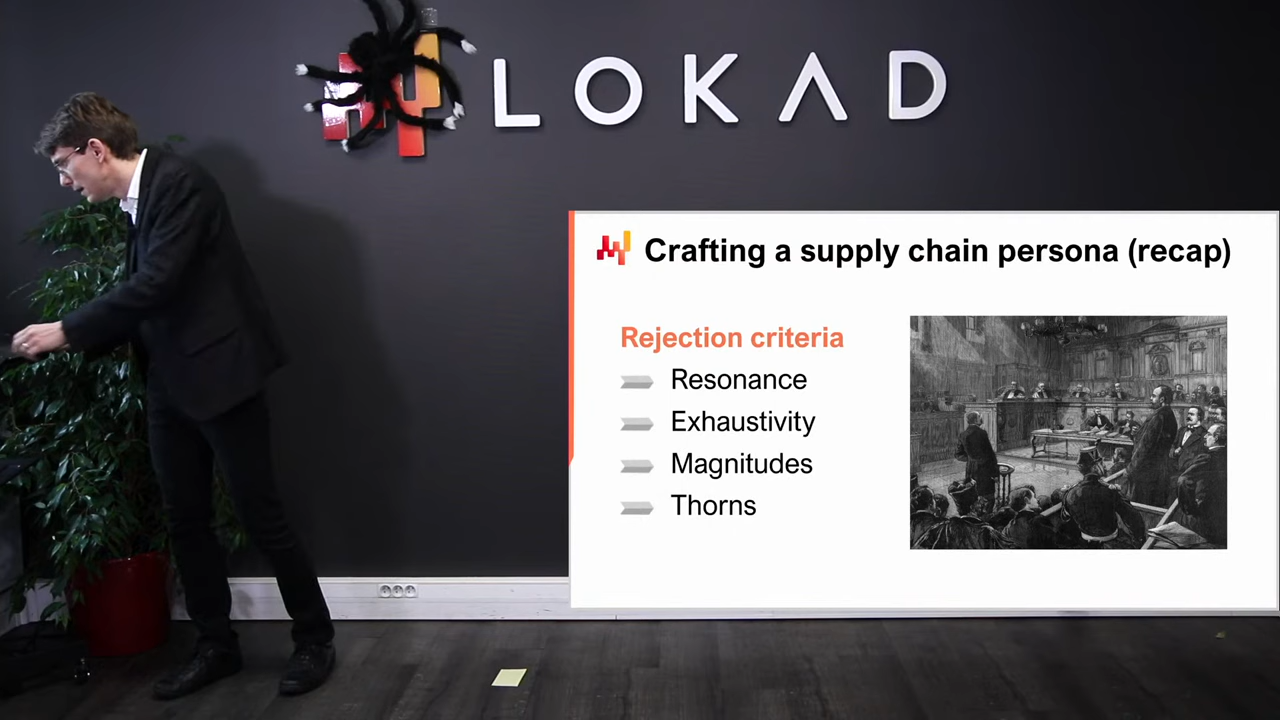 LOKAD
Crafting a supply chain persona (recap)
Rejection criteria
Resonance
Exhaustivity
Magnitudes
Thorns